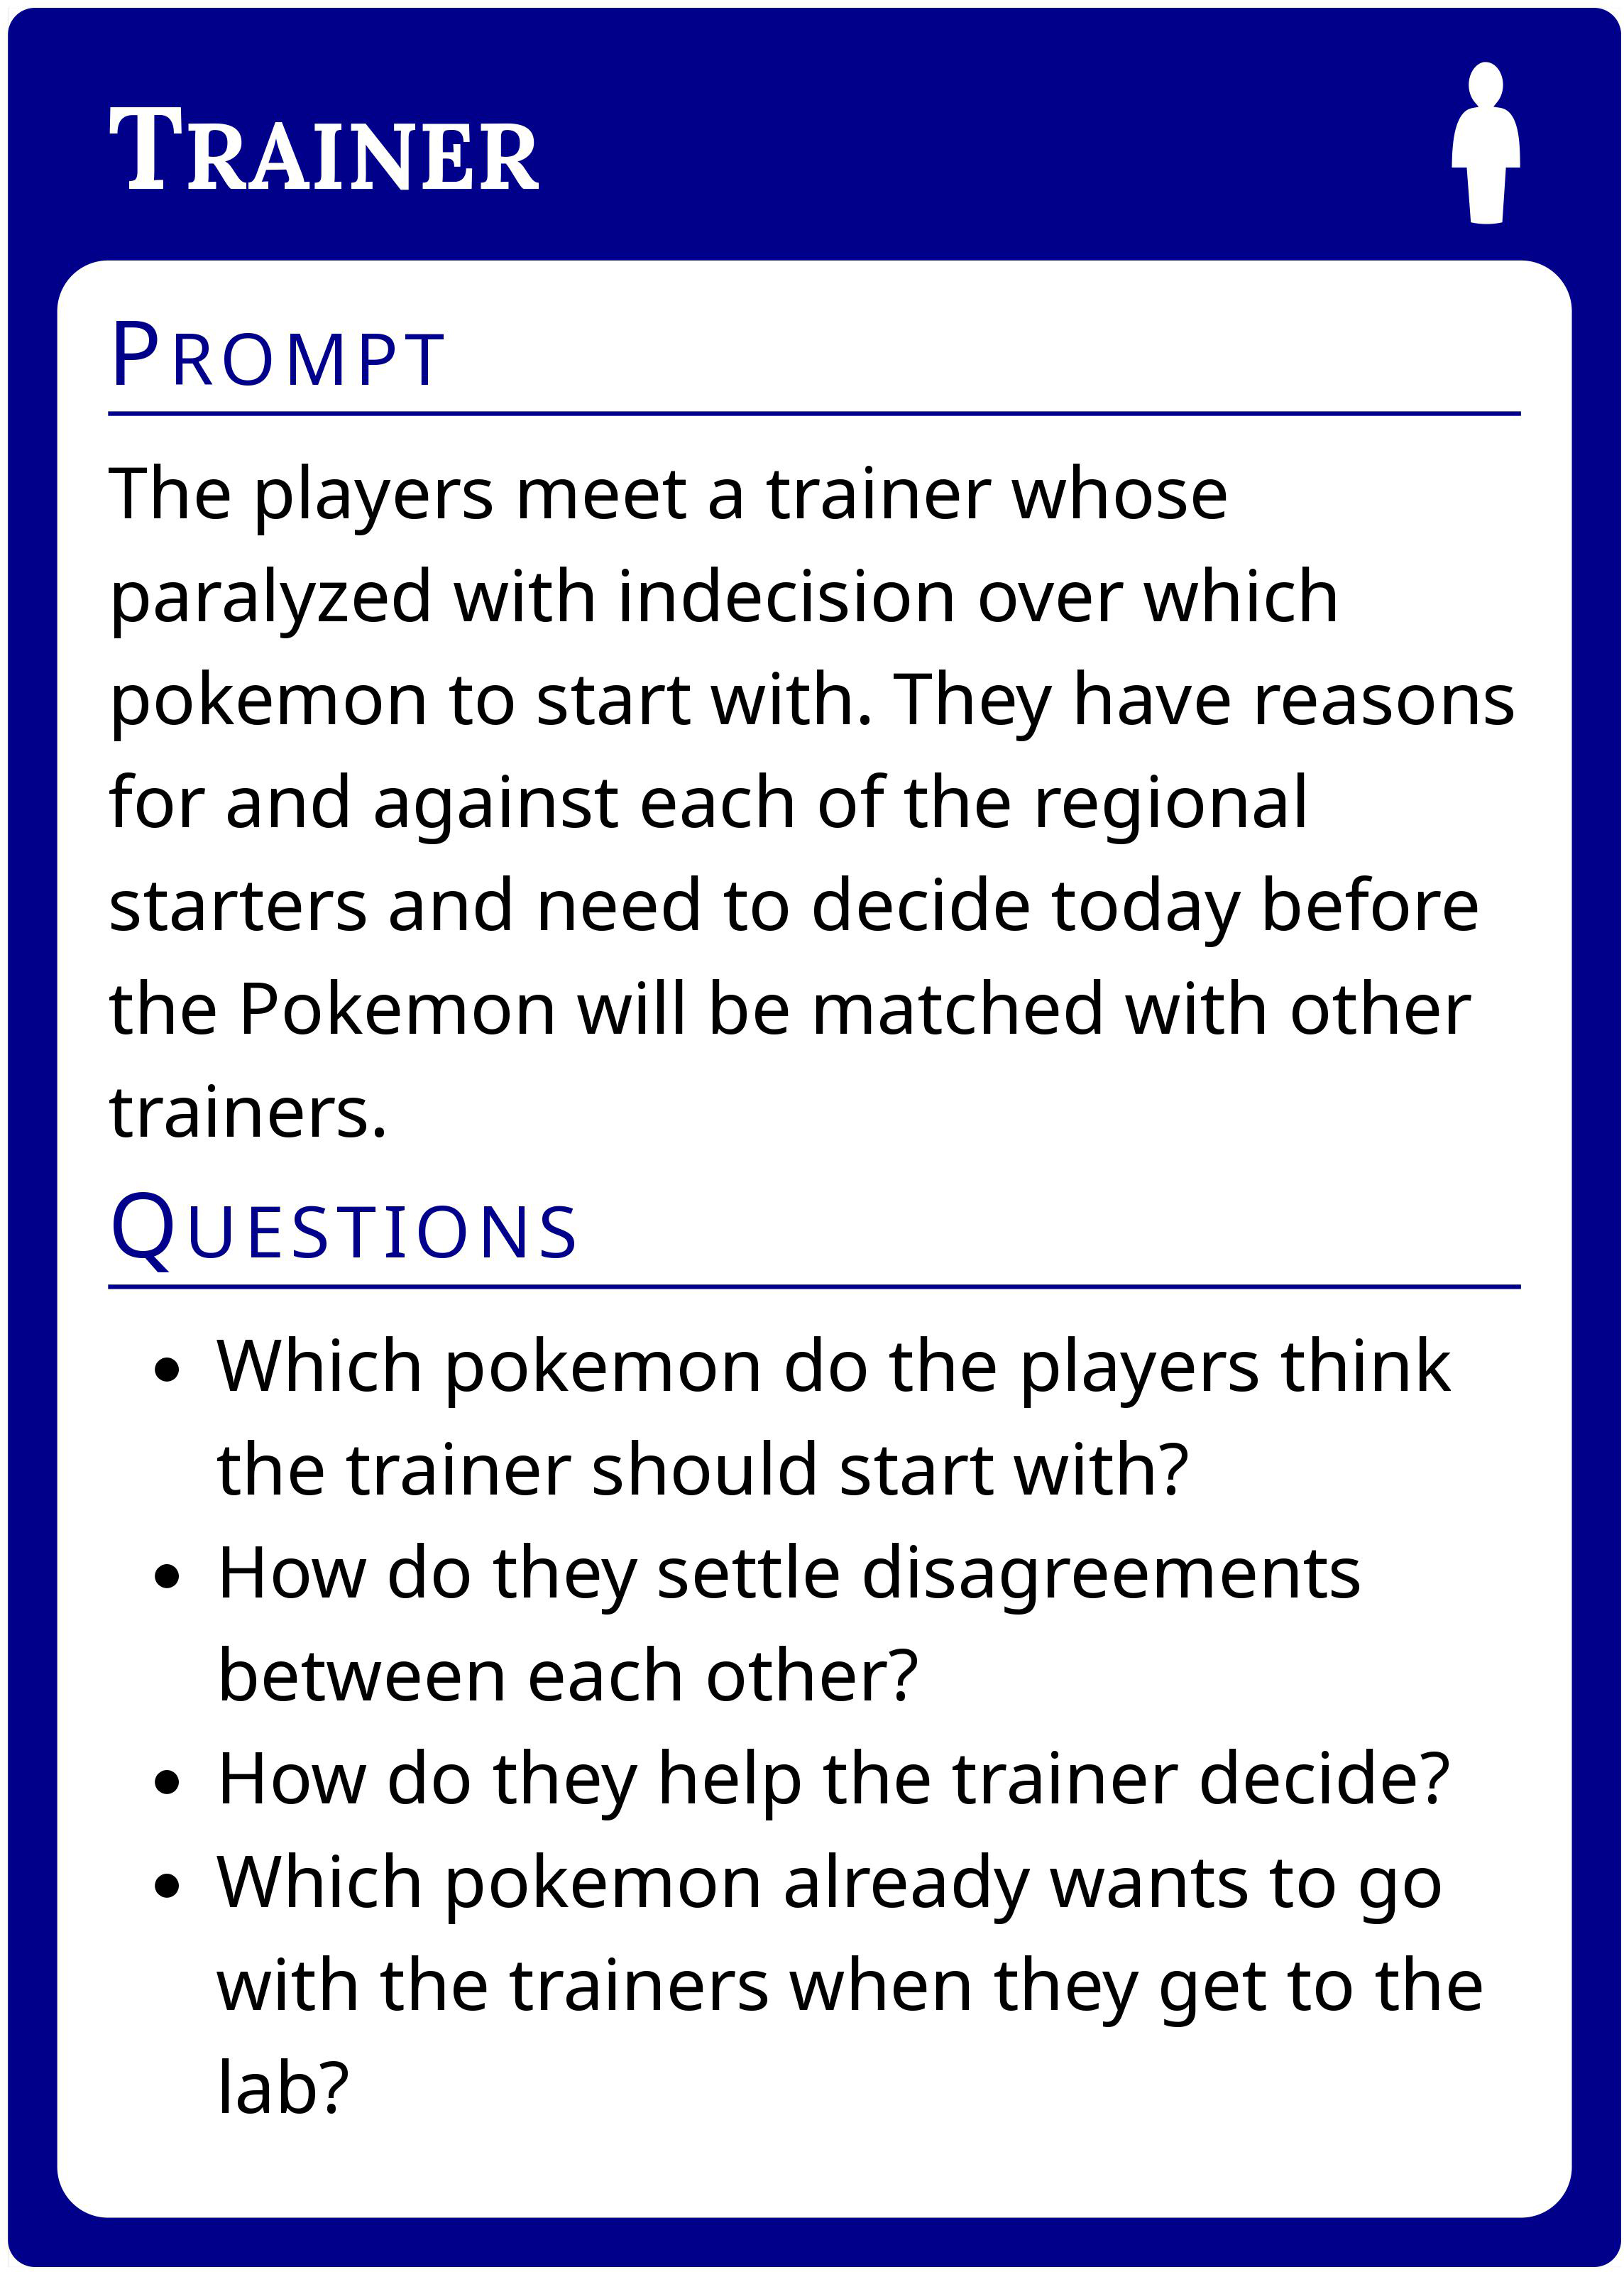 Trainer
Prompt
The players meet a trainer whose
paralyzed with indecision over which
pokemon to start with. They have reasons
for and against each of the regional
starters and need to decide today before
the Pokemon will be matched with other
trainers.
Questions
• Which pokemon do the players think
the trainer should start with?
• How do they settle disagreements
between each other?
• How do they help the trainer decide?
• Which pokemon already wants to go
with the trainers when they get to the
lab?